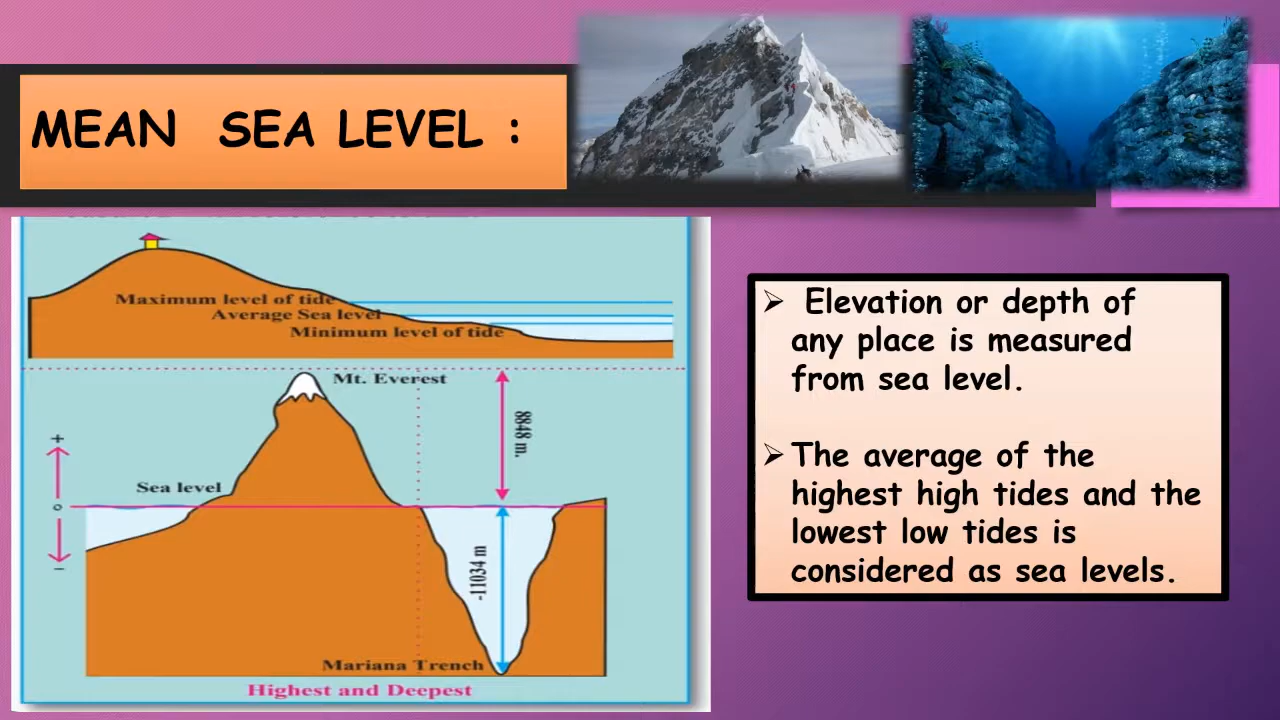 MEAN SEA LEVEL :
Maximum level of tide
Average Sea level
Minimum level of tide
Mt. Everest
8848 m.
+
Sea level
0
-11034 m
–
Mariana Trench
Highest and Deepest
➢ Elevation or depth of
any place is measured
from sea level.
➢ The average of the
highest high tides and the
lowest low tides is
considered as sea levels.